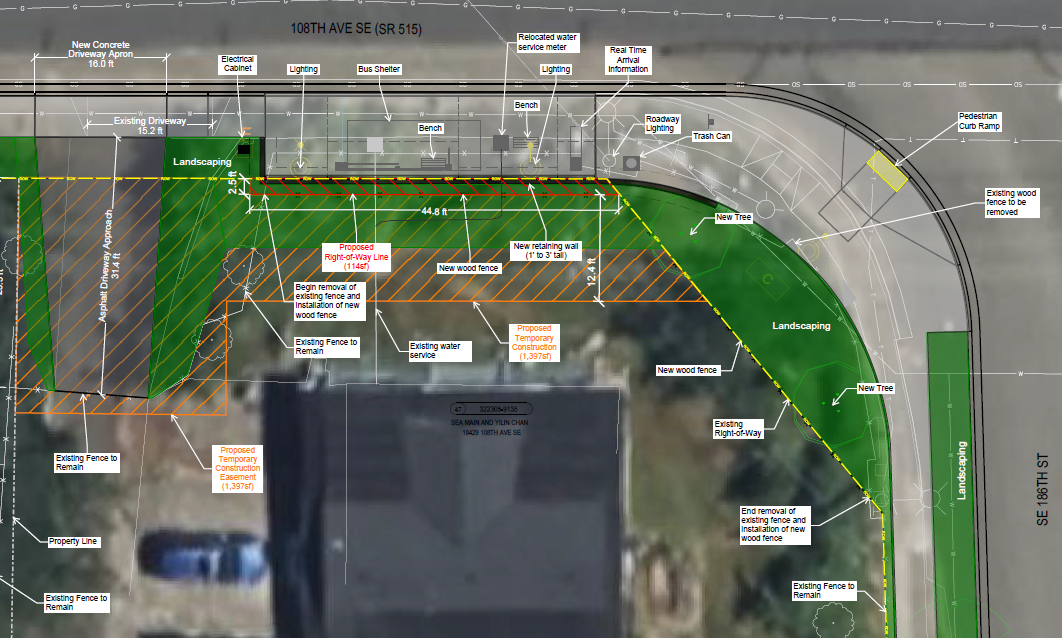 108TH AVE SE (SR 515)
New Concrete
Driveway Apron
16.0 ft
Electrical
Cabinet
Lighting
Bus Shelter
Relocated water
service meter
Lighting
Real Time
Arrival
Information
Existing Driveway
15.2 ft
Bench
Bench
Roadway
Lighting
Trash Can
Pedestrian
Curb Ramp
Landscaping
2.5 ft
44.8 ft
12.4 ft
Asphalt Driveway Approach
31.4 ft
Proposed
Right-of-Way Line
(114sf)
New wood fence
New retaining wall
(1' to 3' tall)
New Tree
Existing wood
fence to be
removed
Begin removal of
existing fence and
installation of new
wood fence
Existing Fence to
Remain
Existing water
service
Proposed
Temporary
Construction
(1,397sf)
Landscaping
New wood fence
New Tree
Existing
Right-of-Way
47
322305-9135
SEA MAIN AND YILIN CHAN
18429 108TH AVE SE
Existing Fence to
Remain
Proposed
Temporary
Construction
Easement
(1,397sf)
Landscaping
SE 186TH ST
End removal of
existing fence and
installation of new
wood fence
Property Line
Existing Fence to
Remain
Existing Fence to
Remain